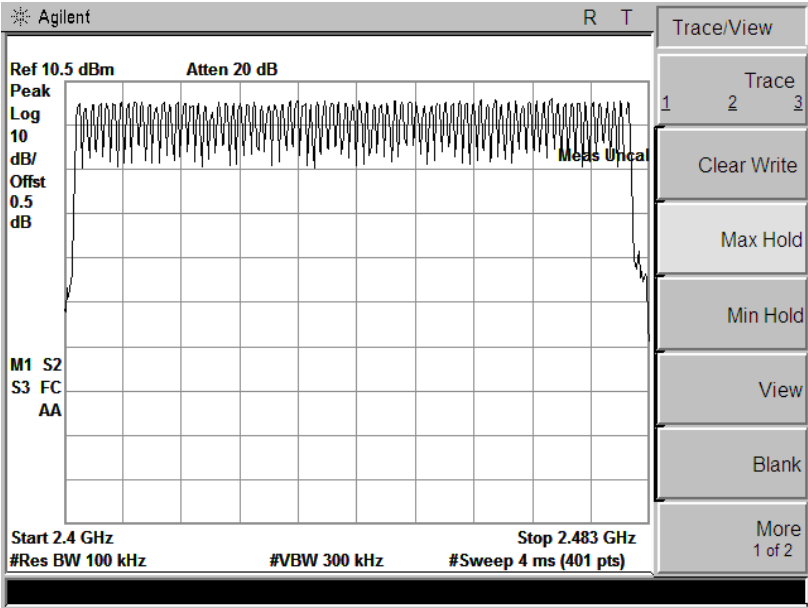 Agilent
R T
Trace/View
Ref 10.5 dBm Atten 20 dB
Peak
Log
10
dB/
Offst
0.5
dB
Meas Uncal
M1 S2
S3 FC
AA
Start 2.4 GHz Stop 2.483 GHz
#Res BW 100 kHz #VBW 300 kHz #Sweep 4 ms (401 pts)
Trace
1 2 3
Clear Write
Max Hold
Min Hold
View
Blank
More
1 of 2